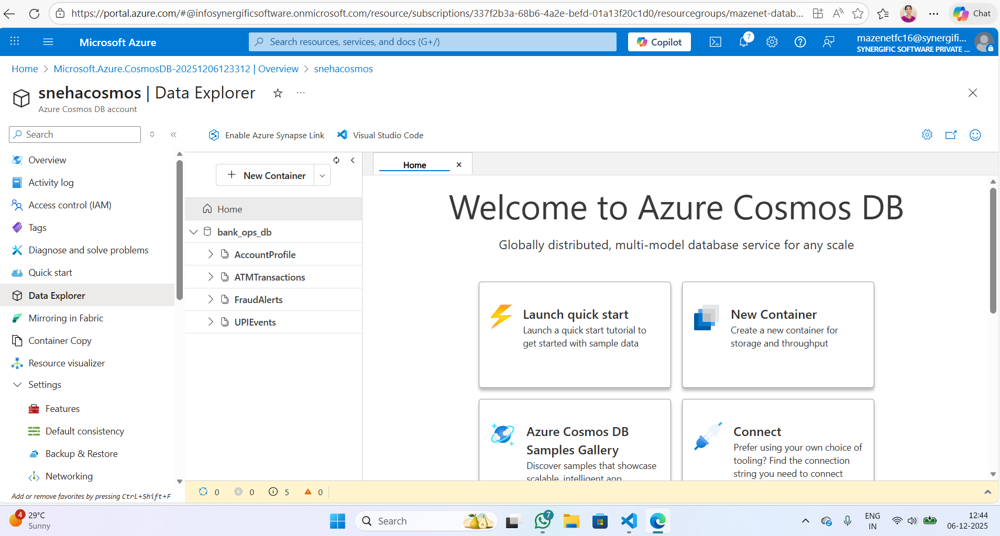 https://portal.azure.com/#@infosynergificsoftware.onmicrosoft.com/resource/subscriptions/337f2b3a-68b6-4a2e-befd-01a13f20c1d0/resourcegroups/mazenet-datab...
Chat
Microsoft Azure
Search resources, services, and docs (G+/)
Copilot
7
mazenetfc16@synergifi...
SYNERGIFIC SOFTWARE PRIVATE ...
Home > Microsoft.Azure.CosmosDB-20251206123312 | Overview > snehacosmos
snehacosmos | Data Explorer
Azure Cosmos DB account
Search
Enable Azure Synapse Link
Visual Studio Code
Overview
Activity log
Access control (IAM)
Tags
Diagnose and solve problems
Quick start
Data Explorer
Mirroring in Fabric
Container Copy
Resource visualizer
Settings
Features
Default consistency
Backup & Restore
Networking
Add or remove favorites by pressing Ctrl+Shift+F
New Container
Home
bank_ops_db
AccountProfile
ATMTransactions
FraudAlerts
UPIEvents
Home
Welcome to Azure Cosmos DB
Globally distributed, multi-model database service for any scale
Launch quick start
Launch a quick start tutorial to
get started with sample data
New Container
Create a new container for
storage and throughput
Azure Cosmos DB
Samples Gallery
Discover samples that showcase
scalable, intelligent app
Connect
Prefer using your own choice of
tooling? Find the connection
string you need to connect
0 0 5 0
4
29°C
Sunny
Search
7
ENG
IN
12:44
06-12-2025